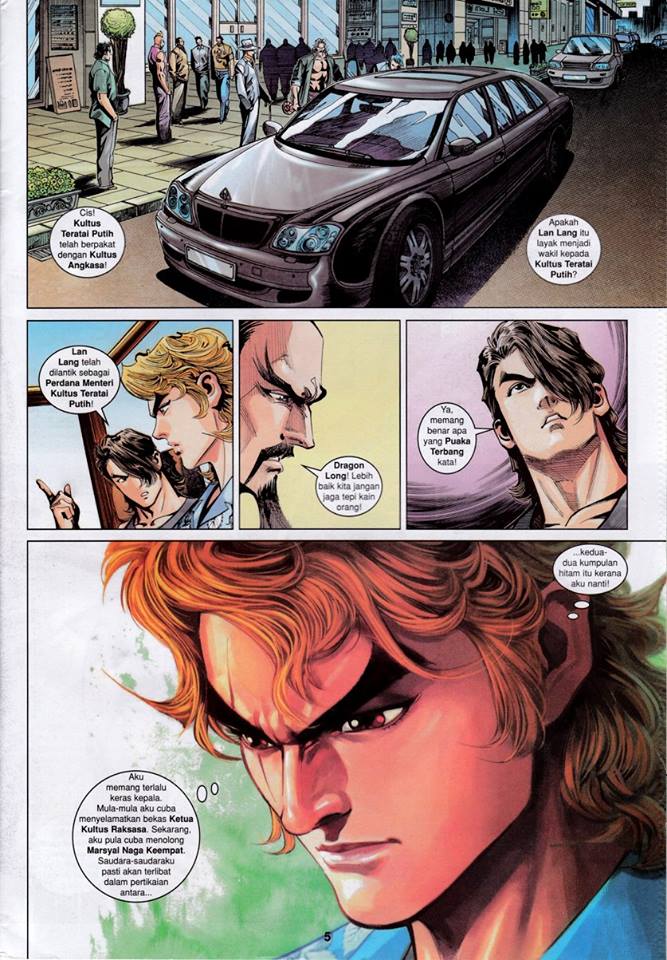 Cis!
Kultus
Teratai Putih
telah berpakat
dengan Kultus
Angkasa!
Apakah
Lan Lang itu
layak menjadi
wakil kepada
Kultus Teratai
Putih?
Lan
Lang telah
dilantik sebagai
Perdana Menteri
Kultus Teratai
Putih!
Dragon
Long! Lebih
baik kita jangan
jaga tepi kain
orang!
Ya,
memang
benar apa
yang Puaka
Terbang
kata!
Aku
memang terlalu
keras kepala.
Mula-mula aku cuba
menyelamatkan bekas Ketua
Kultus Raksasa. Sekarang,
aku pula cuba menolong
Marsyal Naga Keempat.
Saudara-saudaraku
pasti akan terlibat
dalam pertikaian
antara...
...kedua-
dua kumpulan
hitam itu kerana
aku nanti!
5